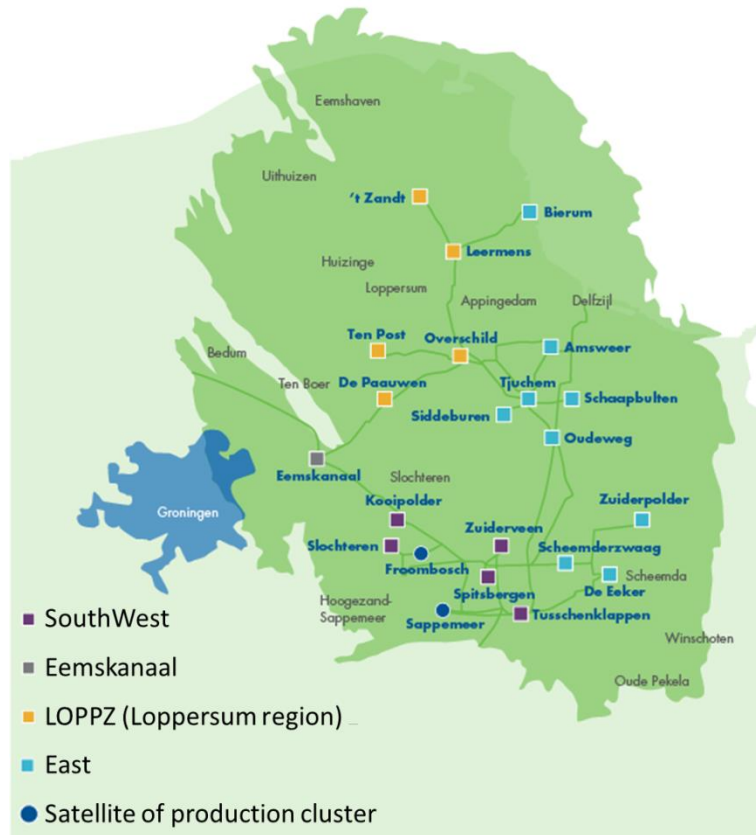 Eemshaven
Uithuizen
't Zandt
Bierum
Leermens
Huizinge
Loppersum
Appingedam
Delfzijl
Ten Post
Overschild
Amsweer
Bedum
Ten Boer
De Paauwen
Tjuchem
Schaapbulten
Siddeburen
Oudeweg
Eemskanaal
Slochteren
Kooipolder
Zuiderveen
Zuiderpolder
Groningen
Slochteren
Froombosch
Scheemderzwaag
Spitsbergen
De Eeker
Scheemda
Hoogezand-
Sappemeer
Sappemeer
Tusschenklappen
Winschoten
Oude Pekela
SouthWest
Eemskanaal
LOPPZ (Loppersum region)
East
Satellite of production cluster